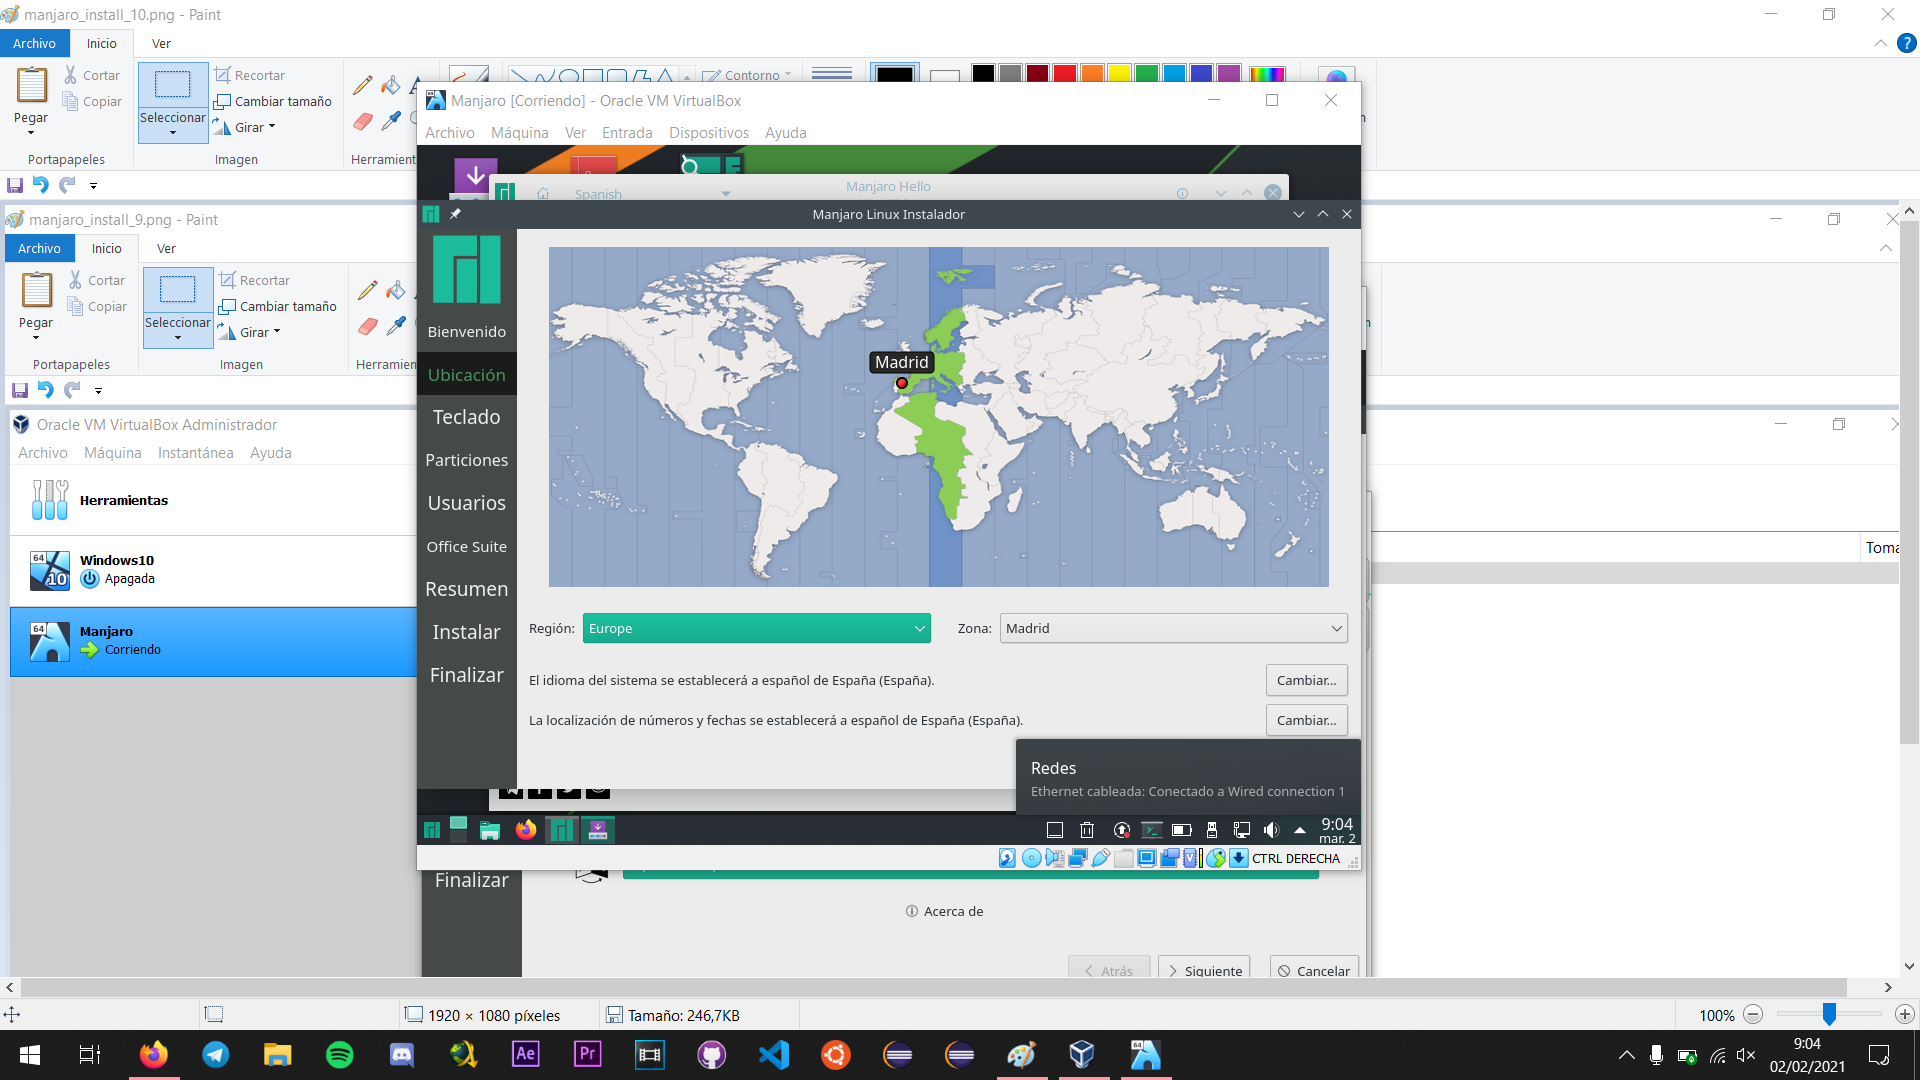 manjaro_install_10.png - Paint
Archivo
Inicio
Ver
Pegar
Cortar
Copiar
Seleccionar
Recortar
Cambiar tamaño
Girar
Contorno
Portapapeles
Imagen
manjaro_install_9.png - Paint
Archivo
Inicio
Ver
Pegar
Cortar
Copiar
Seleccionar
Recortar
Cambiar tamaño
Girar
Portapapeles
Imagen
Oracle VM VirtualBox Administrador
Archivo Máquina Instantánea Ayuda
Herramientas
64
10
Windows10
Apagada
64
Manjaro
Corriendo
Manjaro [Corriendo] - Oracle VM VirtualBox
Archivo Máquina Ver Entrada Dispositivos Ayuda
Spanish
Manjaro Hello
Manjaro Linux Instalador
Bienvenido
Ubicación
Teclado
Particiones
Usuarios
Office Suite
Resumen
Instalar
Finalizar
Madrid
Región: Europe
Zona: Madrid
El idioma del sistema se establecerá a español de España (España).
Cambiar...
La localización de números y fechas se establecerá a español de España (España).
Cambiar...
Redes
Ethernet cableada: Conectado a Wired connection 1
9:04
mar. 2
CTRL DERECHA
Finalizar
Acerca de
Atrás
Siguiente
Cancelar
1920 × 1080 píxeles
Tamaño: 246,7KB
100%
Ae
Pr
64
9:04
02/02/2021